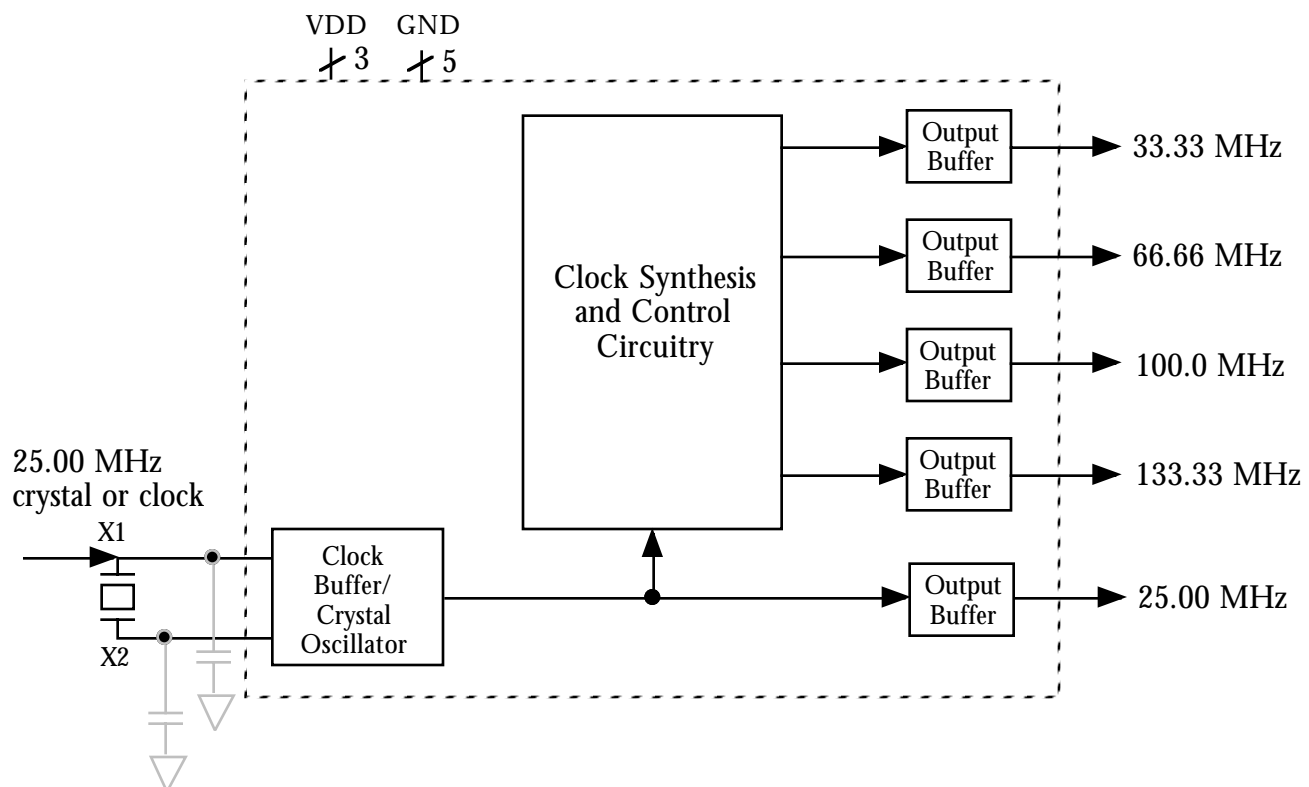 VDD
GND
3
5
Output
Buffer
33.33 MHz
Output
Buffer
66.66 MHz
Clock Synthesis
and Control
Circuitry
Output
Buffer
100.0 MHz
Output
Buffer
133.33 MHz
25.00 MHz
crystal or clock
X1
X2
Clock
Buffer/
Crystal
Oscillator
Output
Buffer
25.00 MHz